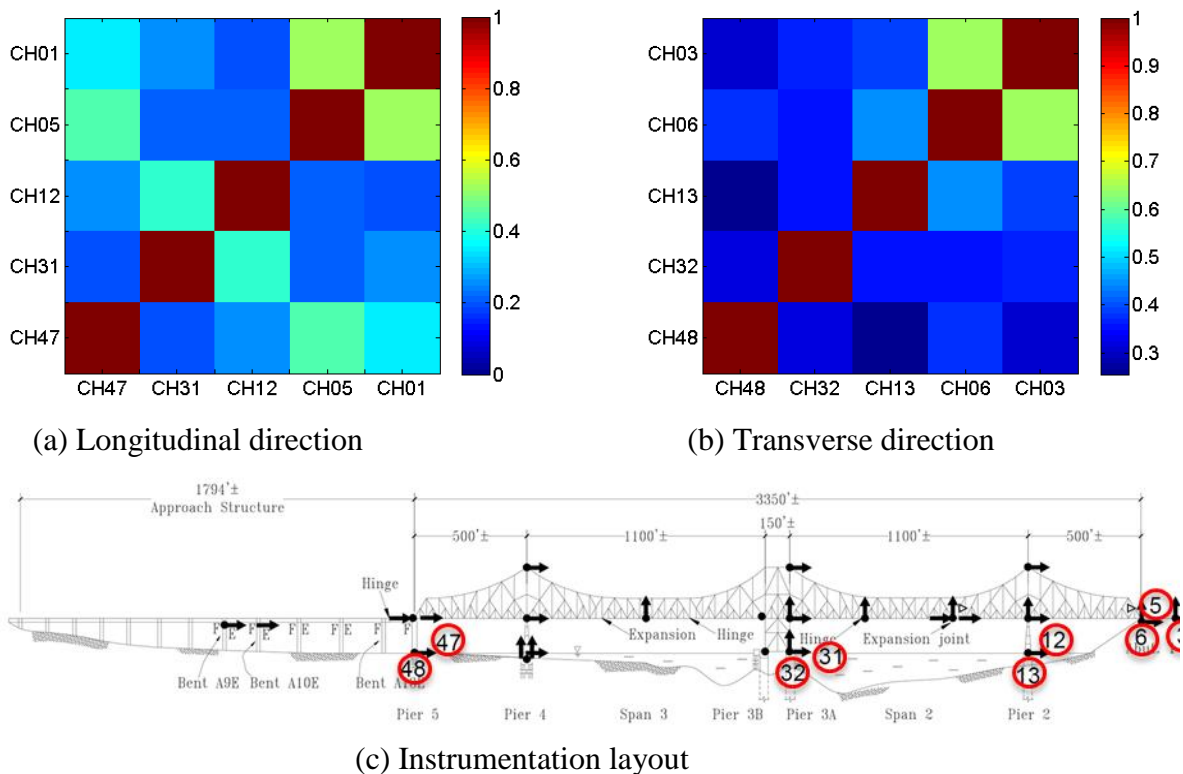 CH01
CH05
CH12
CH31
CH47
CH47 CH31 CH12 CH05 CH01
1
0.8
0.6
0.4
0.2
0
CH03
CH06
CH13
CH32
CH48
CH48 CH32 CH13 CH06 CH03
1
0.9
0.8
0.7
0.6
0.5
0.4
0.3
(a) Longitudinal direction
(b) Transverse direction
1794'±
Approach Structure
3350'±
150'±
500'± 1100'± 1100'± 500'±
Hinge
F E F E F E F F
Expansion Hinge Hinge Expansion joint
5
47 31 12 6 3
48 32 13
Bent A9E Bent A10E Bent
Pier 5 Pier 4 Span 3 Pier 3B Pier 3A Span 2 Pier 2
(c) Instrumentation layout